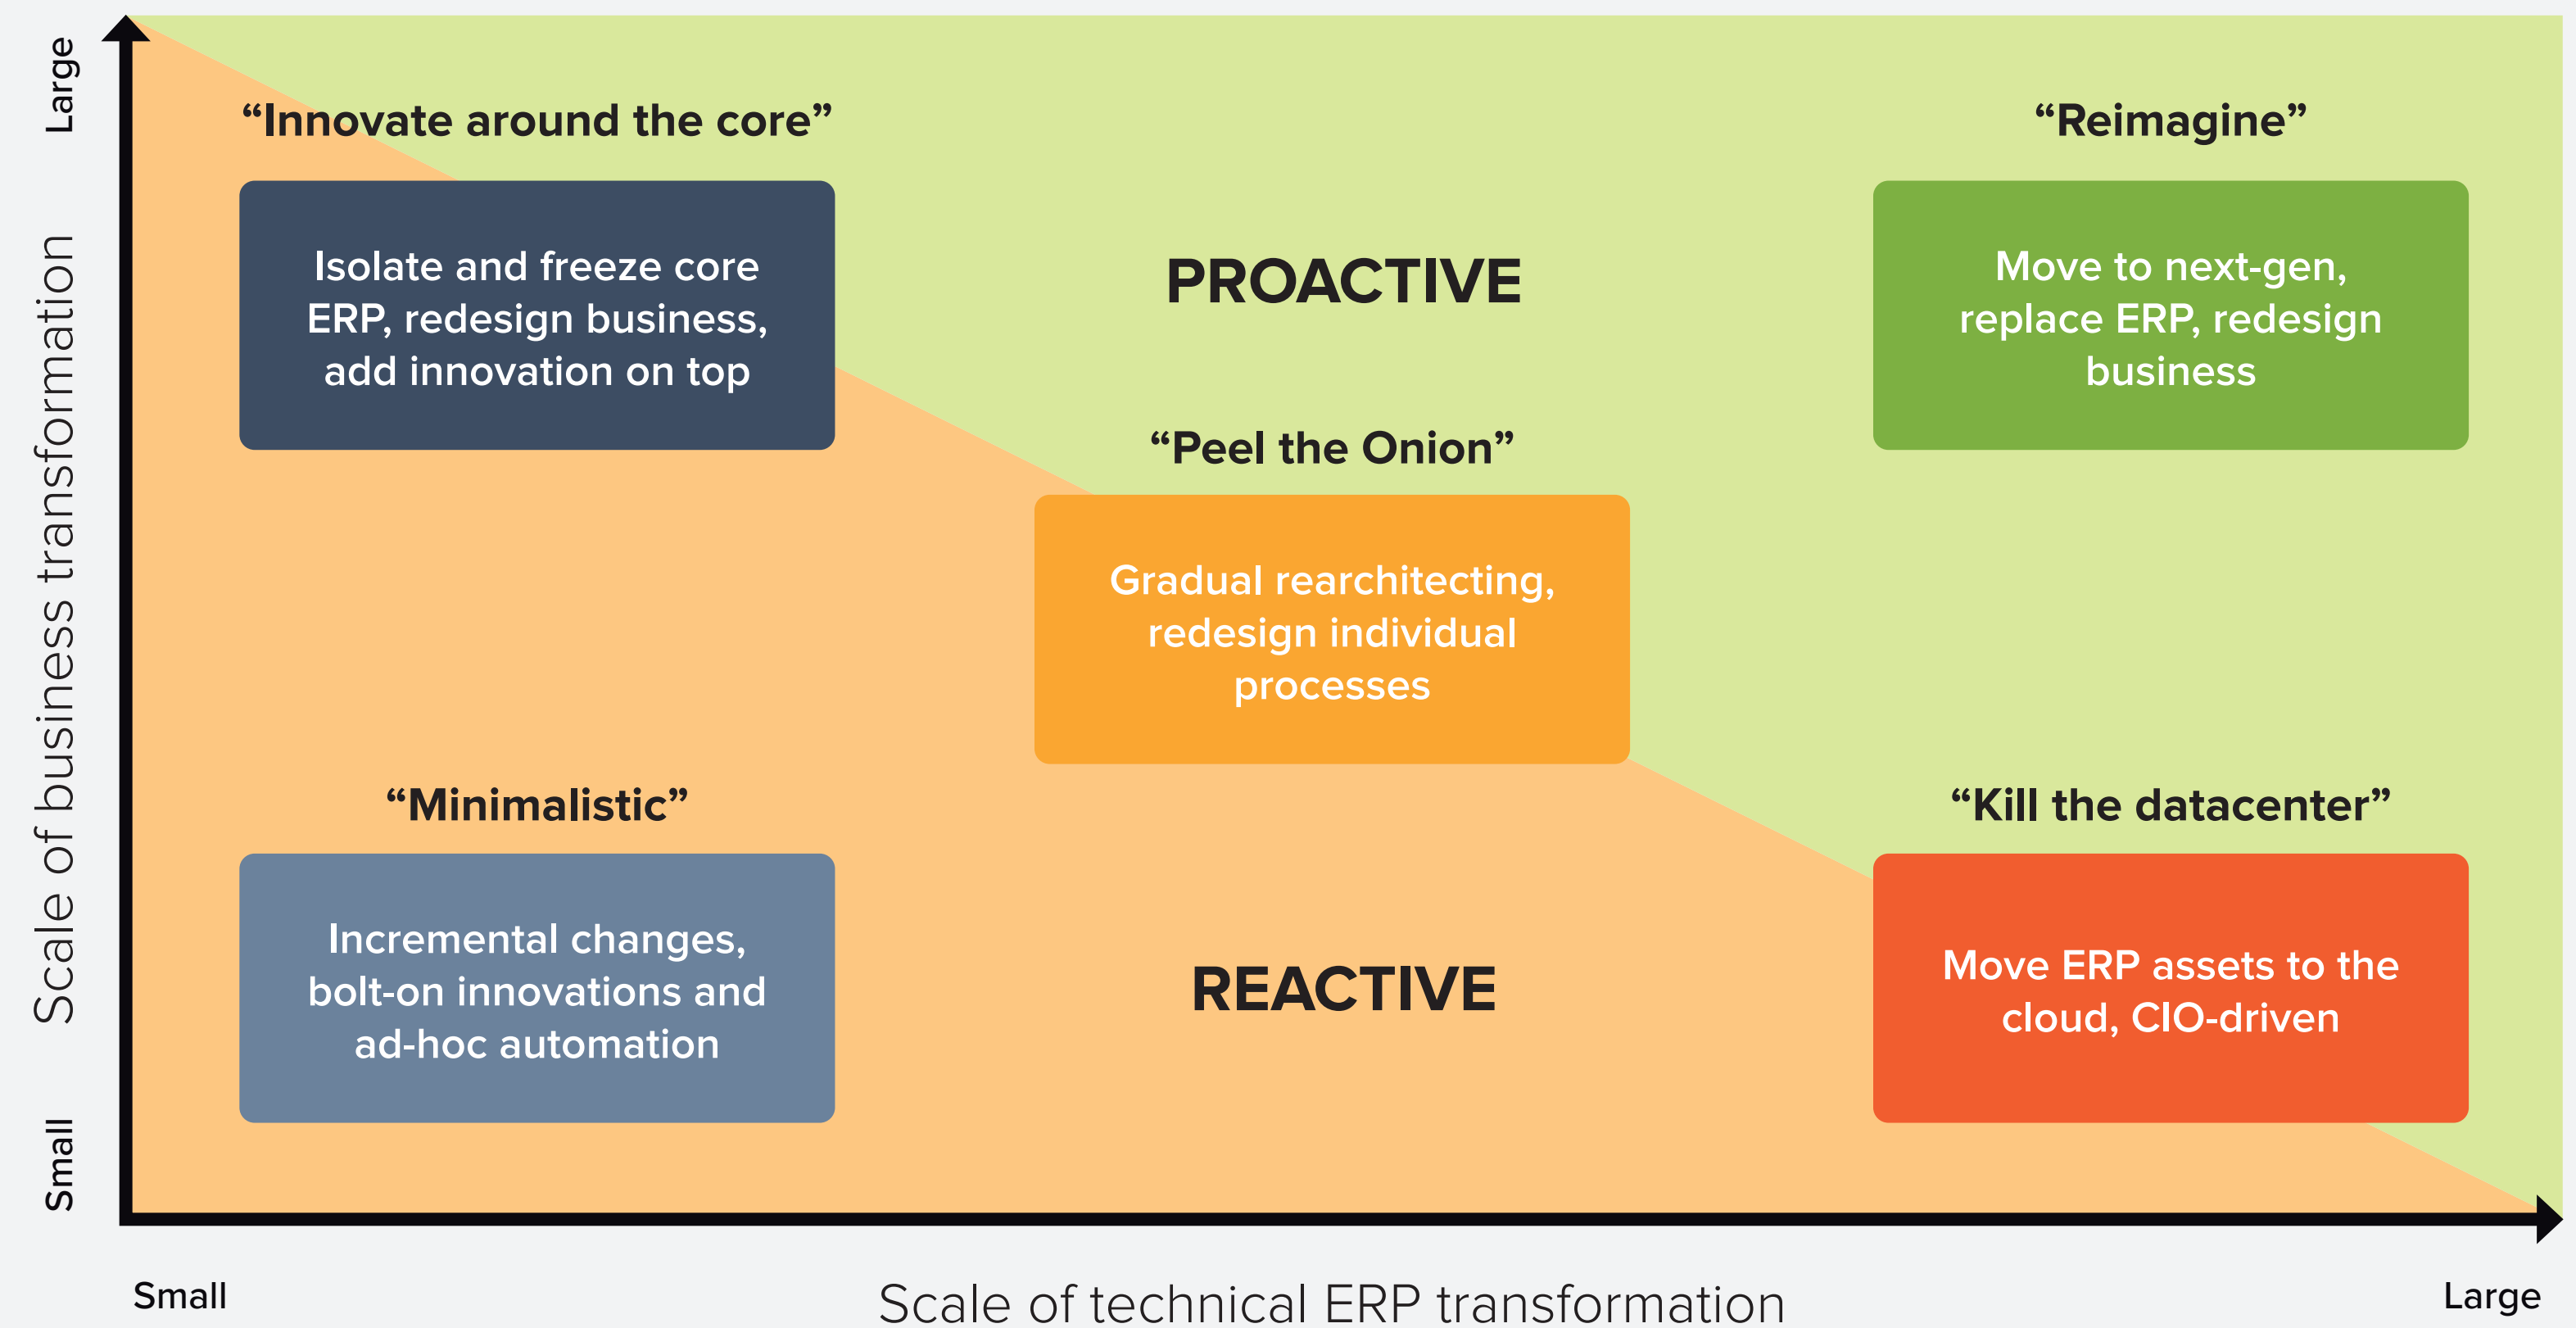 Large
Scale of business transformation
Small
“Innovate around the core”
Isolate and freeze core
ERP, redesign business,
add innovation on top
PROACTIVE
“Reimagine”
Move to next-gen,
replace ERP, redesign
business
“Peel the Onion”
Gradual rearchitecting,
redesign individual
processes
“Minimalistic”
Incremental changes,
bolt-on innovations and
ad-hoc automation
REACTIVE
“Kill the datacenter”
Move ERP assets to the
cloud, CIO-driven
Small
Scale of technical ERP transformation
Large